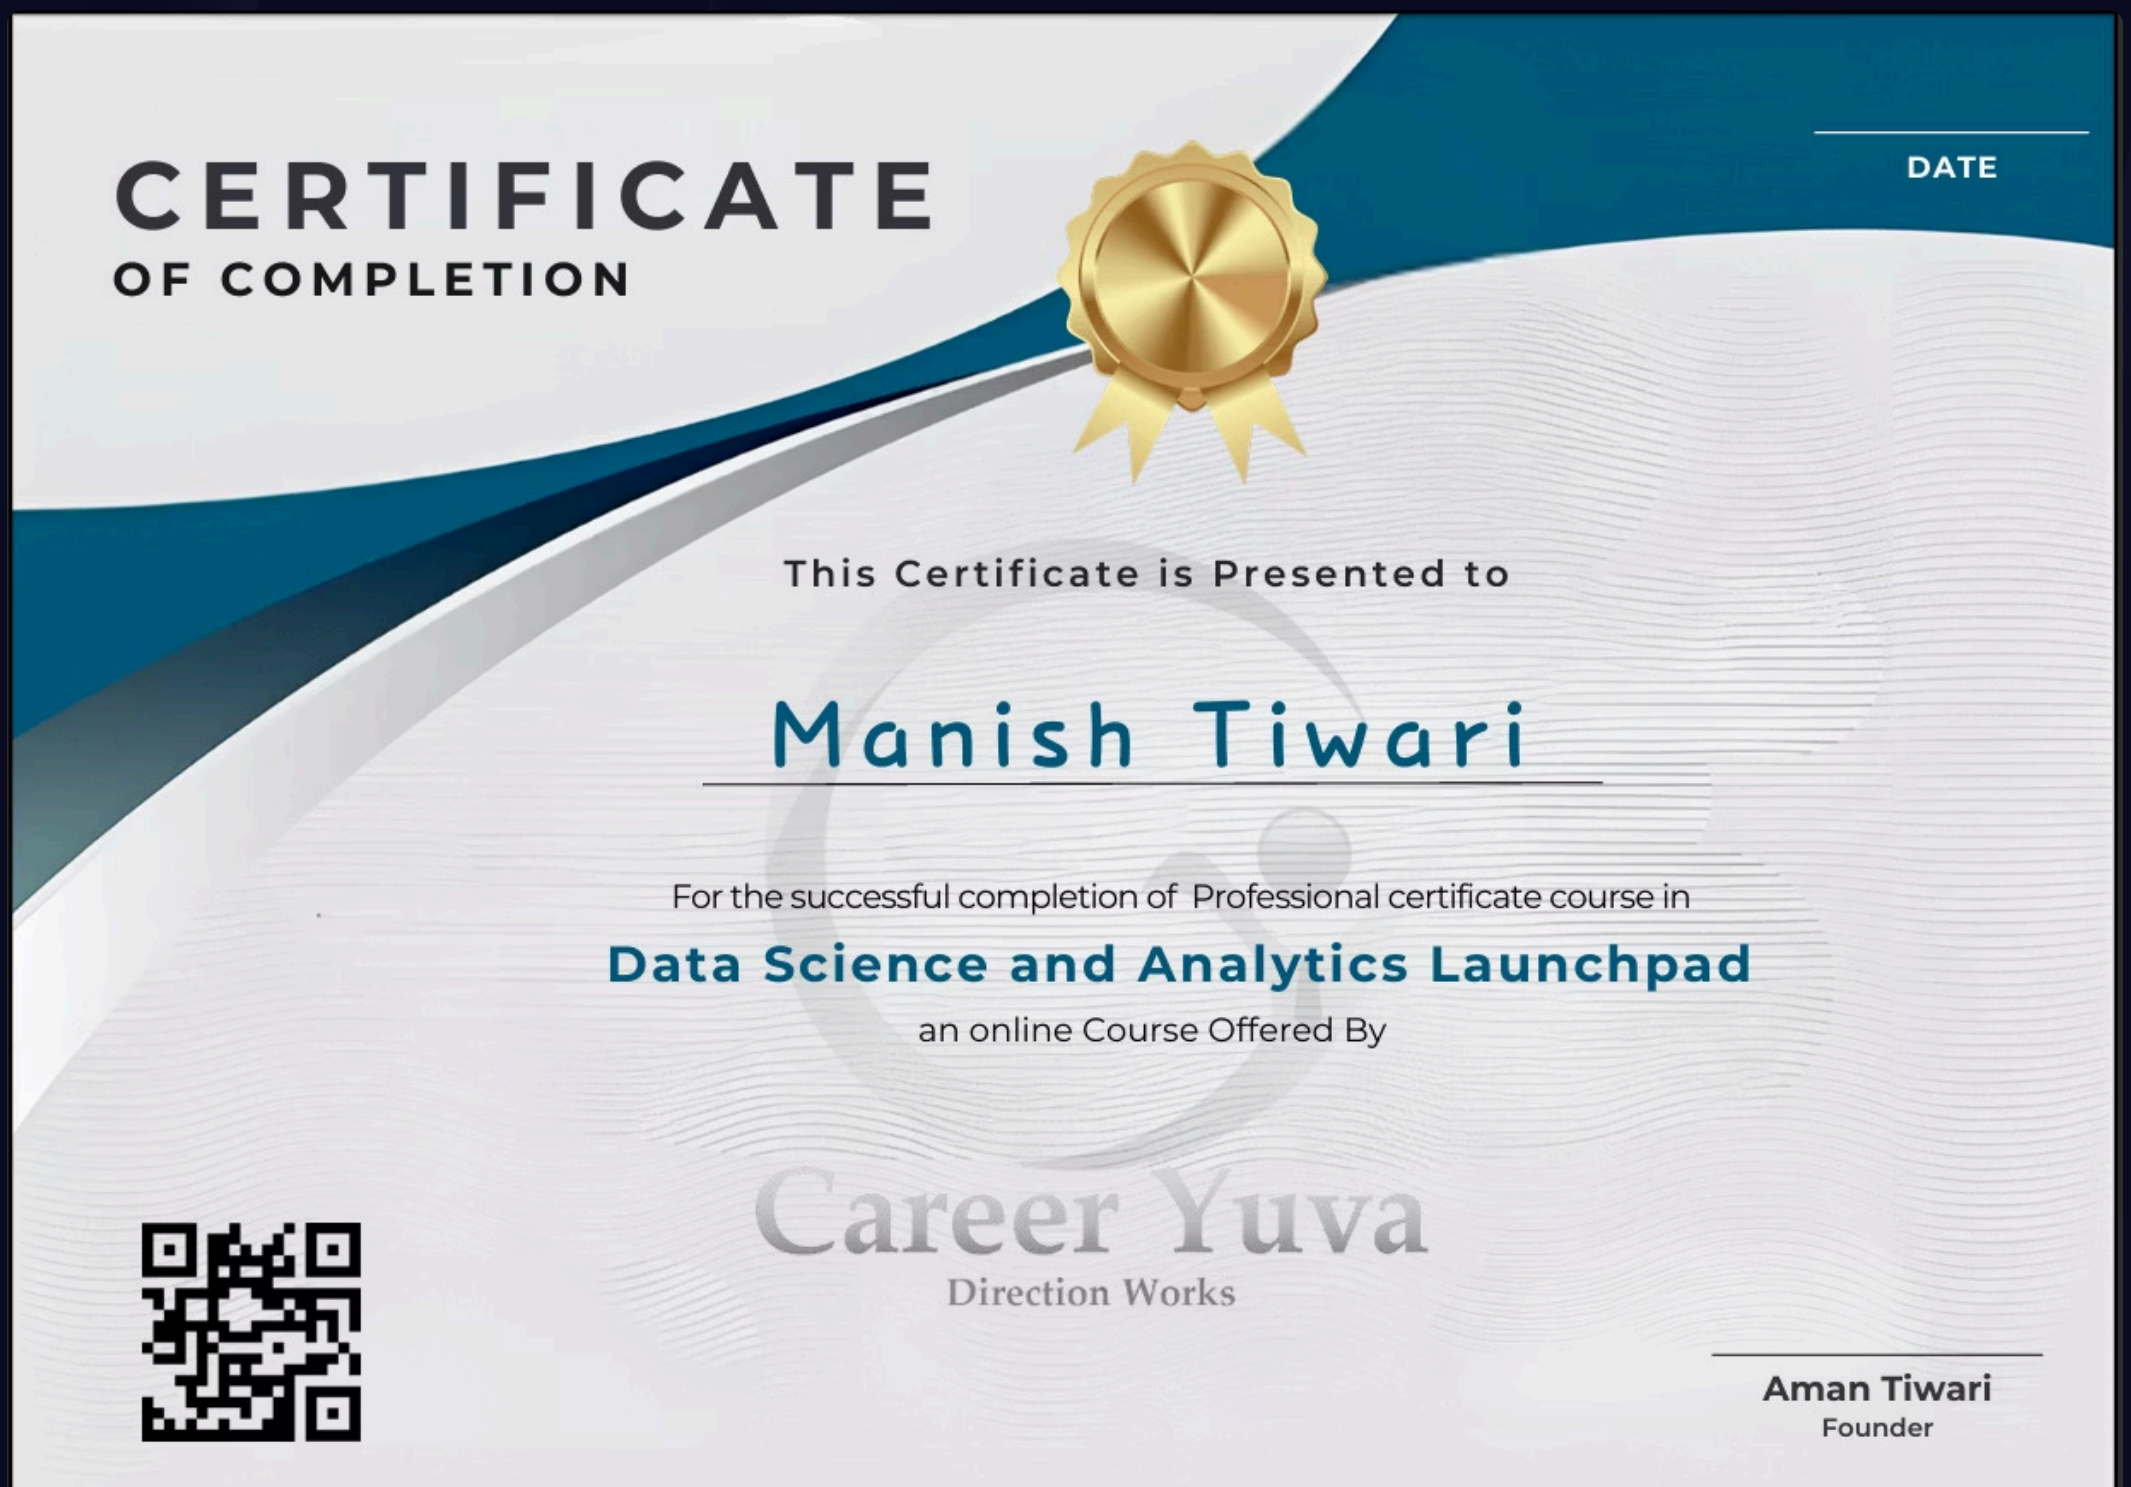 CERTIFICATE
OF COMPLETION
DATE
This Certificate is Presented to
Manish Tiwari
For the successful completion of Professional certificate course in
Data Science and Analytics Launchpad
an online Course Offered By
Career Yuva
Direction Works
Aman Tiwari
Founder